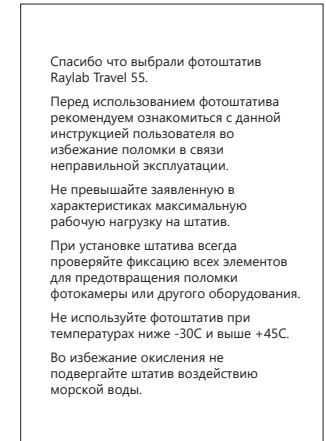 Спасибо что выбрали фотоштатив
Raylab Travel 55.
Перед использованием фотоштатива
рекомендуем ознакомиться с данной
инструкцией пользователя во
избежание поломки в связи
неправильной эксплуатации.
Не превышайте заявленную в
характеристиках максимальную
рабочую нагрузку на штатив.
При установке штатива всегда
проверяйте фиксацию всех элементов
для предотвращения поломки
фотокамеры или другого оборудования.
Не используйте фотоштатив при
температурах ниже -30С и выше +45С.
Во избежание окисления не
подвергайте штатив воздействию
морской воды.